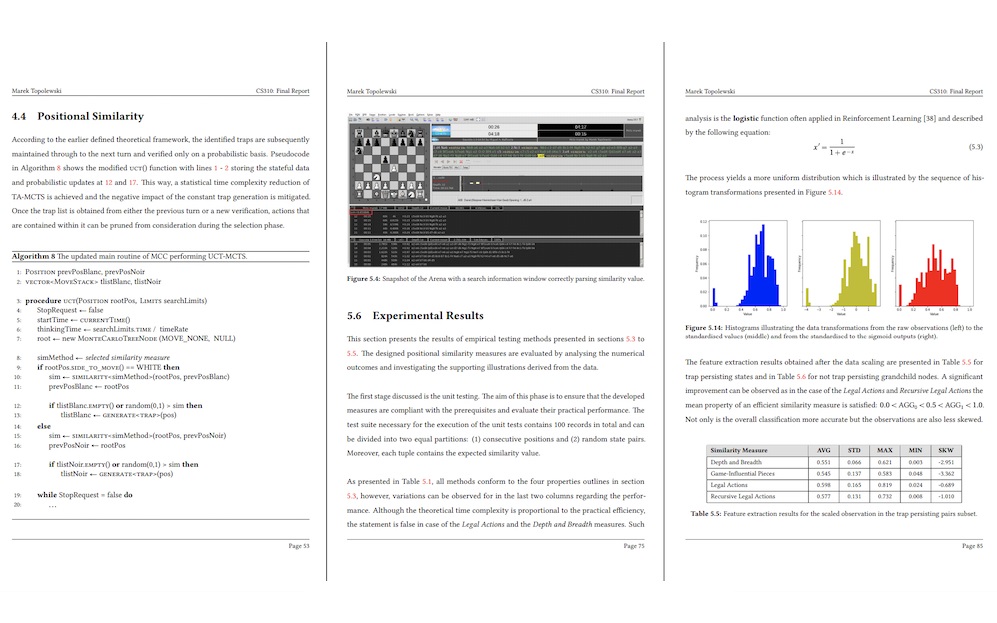 Marek Topolewski CS310: Final Report
4.4 Positional Similarity
According to the earlier defined theoretical framework, the identified traps are subsequently
maintained through to the next turn and verified only on a probabilistic basis. Pseudocode
in Algorithm 8 shows the modified UCT() function with lines 1 - 2 storing the stateful data
and probabilistic updates at 12 and 17. This way, a statistical time complexity reduction of
TA-MCTS is achieved and the negative impact of the constant trap generation is mitigated.
Once the trap list is obtained from either the previous turn or a new verification, actions that
are contained within it can be pruned from consideration during the selection phase.
Algorithm 8 The updated main routine of MCC performing UCT-MCTS.
1: POSITION prevPosBlanc, prevPosNoir
2: VECTOR<MOVESTACK> tlistBlanc, tlistNoir
3: procedure UCT(POSITION rootPos, LIMITS searchLimits)
4: StopRequest ← false
5: startTime ← CURRENTTIME()
6: thinkingTime ← searchLimits.TIME / timeRate
7: root ← new MONTECARLOTREENODE (MOVE_NONE, NULL)
8: simMethod ← selected similarity measure
9: if rootPos.SIDE_TO_MOVE() == WHITE then
10: sim ← SIMILARITY<simMethod>(rootPos, prevPosBlanc)
11: prevPosBlanc ← rootPos
12: if tlistBlanc.EMPTY() or random(0,1) > sim then
13: tlistBlanc ← GENERATE<TRAP>(pos)
14: else
15: sim ← SIMILARITY<simMethod>(rootPos, prevPosNoir)
16: prevPosNoir ← rootPos
17: if tlistNoir.EMPTY() or random(0,1) > sim then
18: tlistNoir ← GENERATE<TRAP>(pos)
19: while StopRequest = false do
20: …
Page 53
Marek Topolewski CS310: Final Report
00:26 04:17
04:18 00:16
Figure 5.4: Snapshot of the Arena with a search information window correctly parsing similarity value.
5.6 Experimental Results
This section presents the results of empirical testing methods presented in sections 5.3 to
5.5. The designed positional similarity measures are evaluated by analysing the numerical
outcomes and investigating the supporting illustrations derived from the data.
The first stage discussed is the unit testing. The aim of this phase is to ensure that the developed
measures are compliant with the prerequisites and evaluate their practical performance. The
test suite necessary for the execution of the unit tests contains 100 records in total and can
be divided into two equal partitions: (1) consecutive positions and (2) random state pairs.
Moreover, each tuple contains the expected similarity value.
As presented in Table 5.1, all methods conform to the four properties outlines in section
5.3, however, variations can be observed for in the last two columns regarding the perfor-
mance. Although the theoretical time complexity is proportional to the practical efficiency,
the statement is false in case of the Legal Actions and the Depth and Breadth measures. Such
Page 75
Marek Topolewski CS310: Final Report
analysis is the logistic function often applied in Reinforcement Learning [38] and described
by the following equation:
x′ = 1 / (1 + e^−x) (5.3)
The process yields a more uniform distribution which is illustrated by the sequence of his-
togram transformations presented in Figure 5.14.
Frequency Frequency Frequency
Value Value Value
Figure 5.14: Histograms illustrating the data transformations from the raw observations (left) to the
standardised values (middle) and from the standardised to the sigmoid outputs (right).
The feature extraction results obtained after the data scaling are presented in Table 5.5 for
trap persisting states and in Table 5.6 for not trap persisting grandchild nodes. A significant
improvement can be observed as in the case of the Legal Actions and Recursive Legal Actions the
mean property of an efficient similarity measure is satisfied: 0.0 < AGG₀ < 0.5 < AGG₁ < 1.0.
Not only is the overall classification more accurate but the observations are also less skewed.
Similarity Measure AVG STD MAX MIN SKW
Depth and Breadth 0.551 0.066 0.621 0.003 -2.951
Game-Influential Pieces 0.545 0.137 0.583 0.048 -3.362
Legal Actions 0.598 0.165 0.819 0.024 -0.689
Recursive Legal Actions 0.577 0.131 0.732 0.008 -1.010
Table 5.5: Feature extraction results for the scaled observation in the trap persisting pairs subset.
Page 85